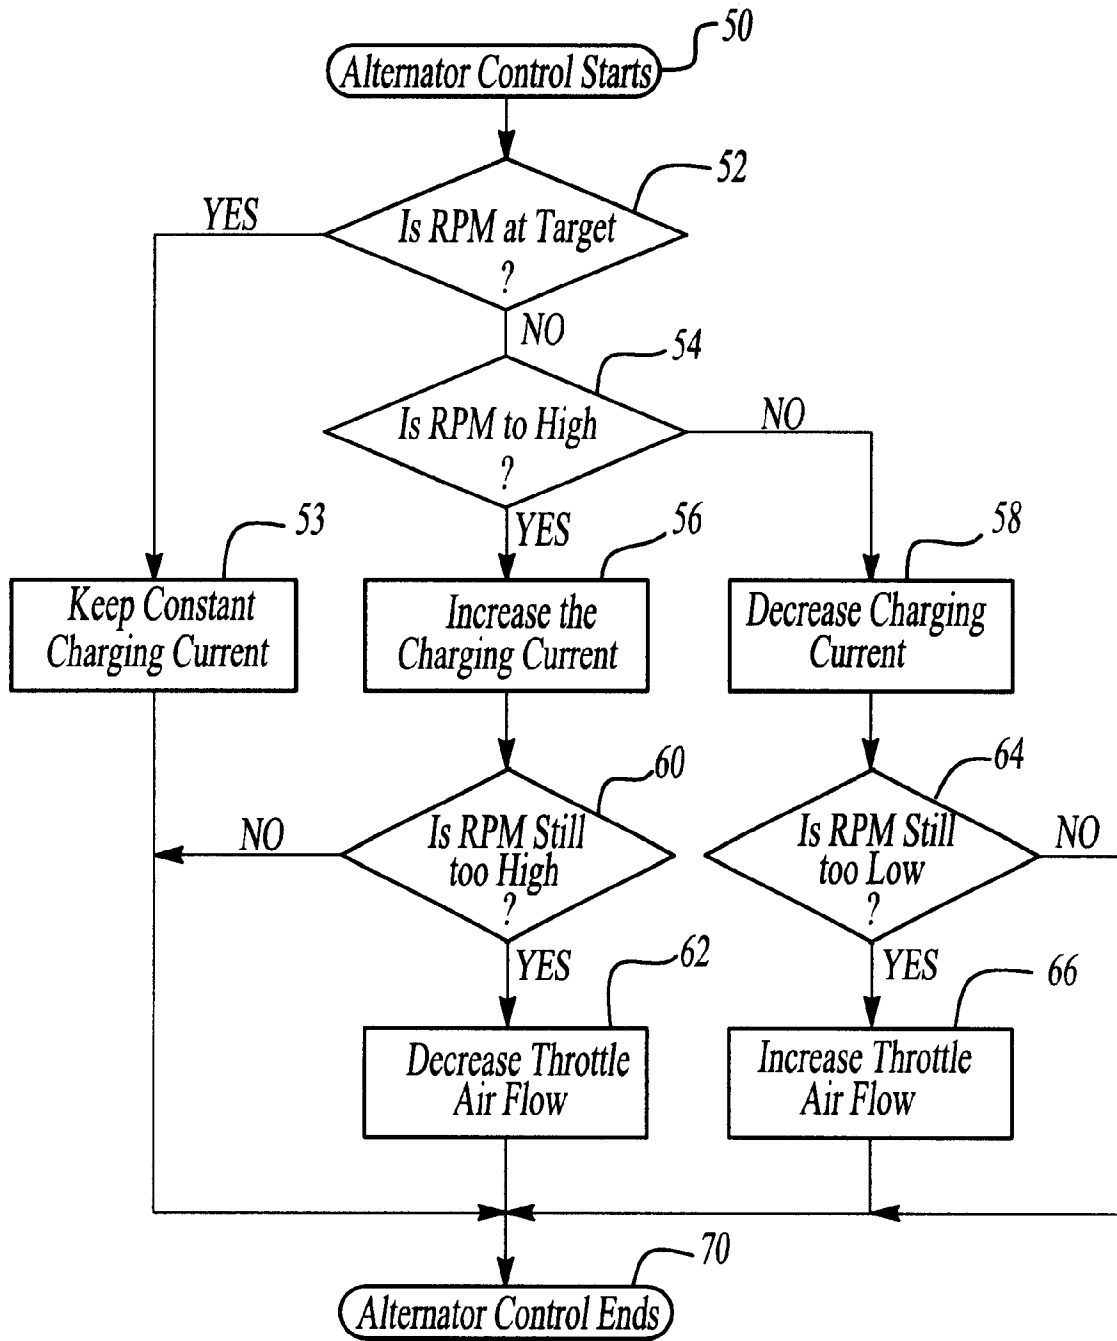 50
Alternator Control Starts
52
YES
Is RPM at Target
?
NO
54
Is RPM to High
?
NO
YES
53
56
58
Keep Constant
Charging Current
Increase the
Charging Current
Decrease Charging
Current
60
64
NO
Is RPM Still
too High
?
Is RPM Still
too Low
?
NO
YES
62
YES
66
Decrease Throttle
Air Flow
Increase Throttle
Air Flow
70
Alternator Control Ends